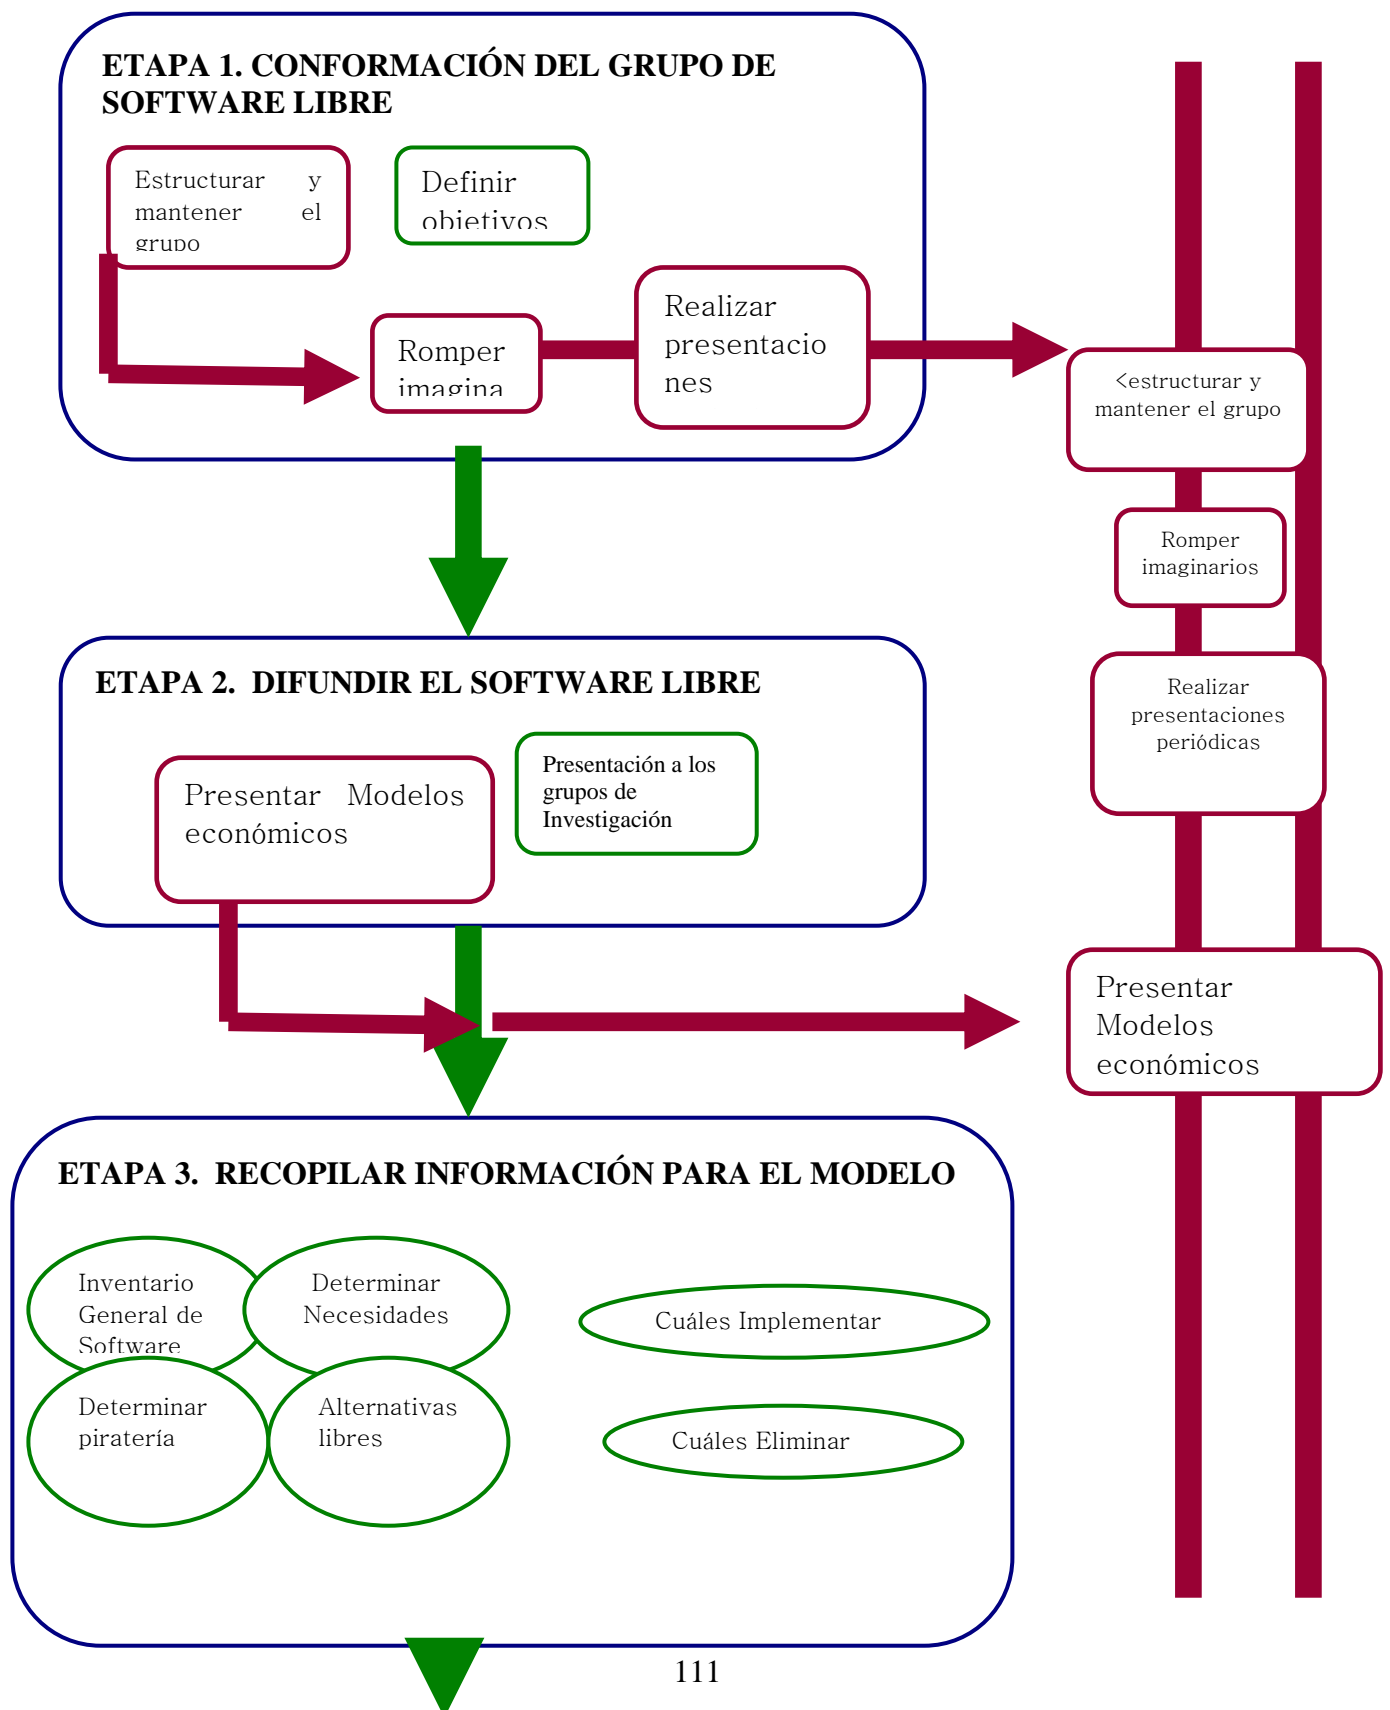 ETAPA 1. CONFORMACIÓN DEL GRUPO DE
SOFTWARE LIBRE
Estructurar y
mantener el
grupo
Definir
objetivos
Romper
imagina
Realizar
presentacio
nes
<estructurar y
mantener el grupo
Romper
imaginarios
Realizar
presentaciones
periódicas
ETAPA 2. DIFUNDIR EL SOFTWARE LIBRE
Presentar Modelos
económicos
Presentación a los
grupos de
Investigación
Presentar
Modelos
económicos
ETAPA 3. RECOPILAR INFORMACIÓN PARA EL MODELO
Inventario
General de
Software
Determinar
Necesidades
Cuáles Implementar
Determinar
piratería
Alternativas
libres
Cuáles Eliminar
111